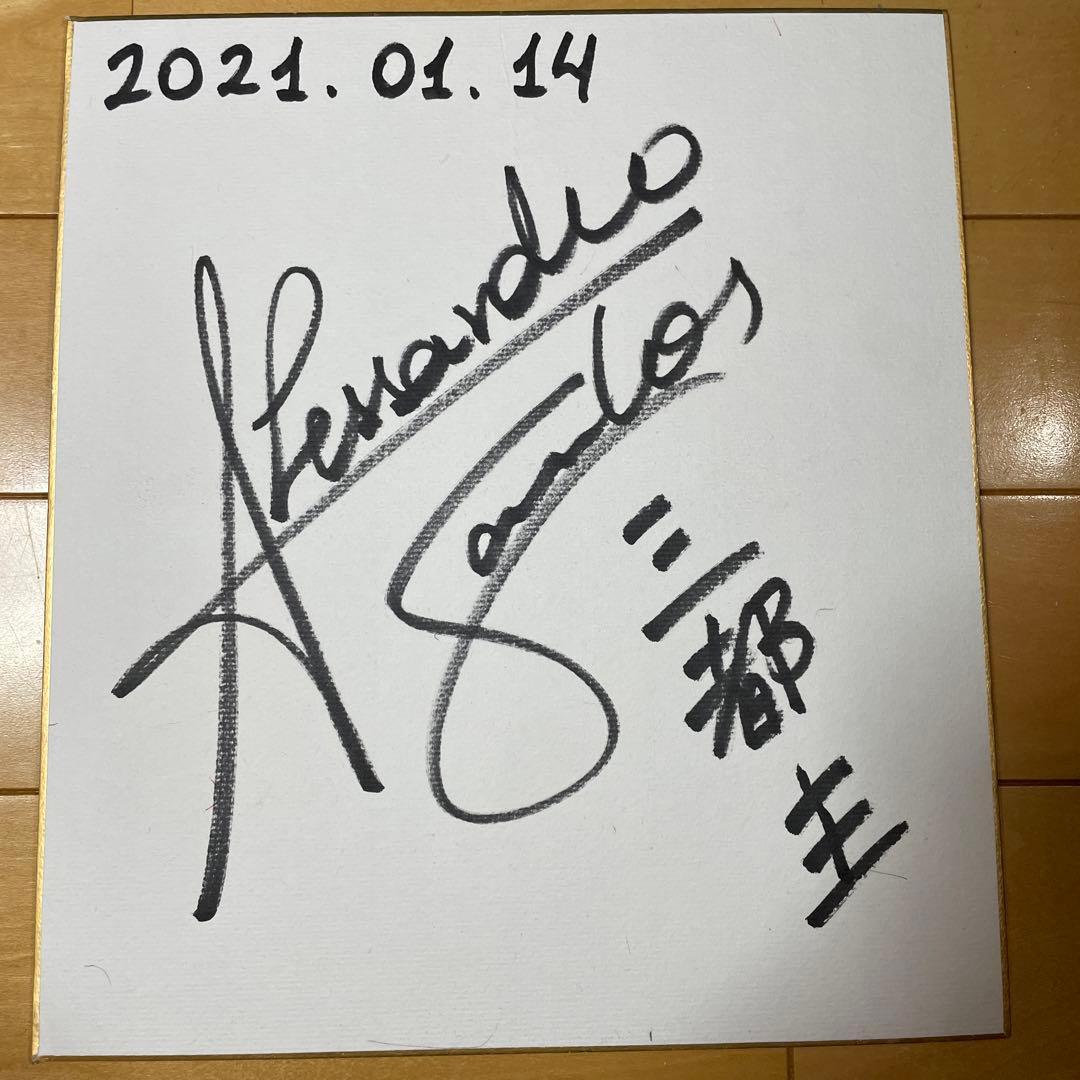 2021.01.14
Alessandro
Santos
三都主